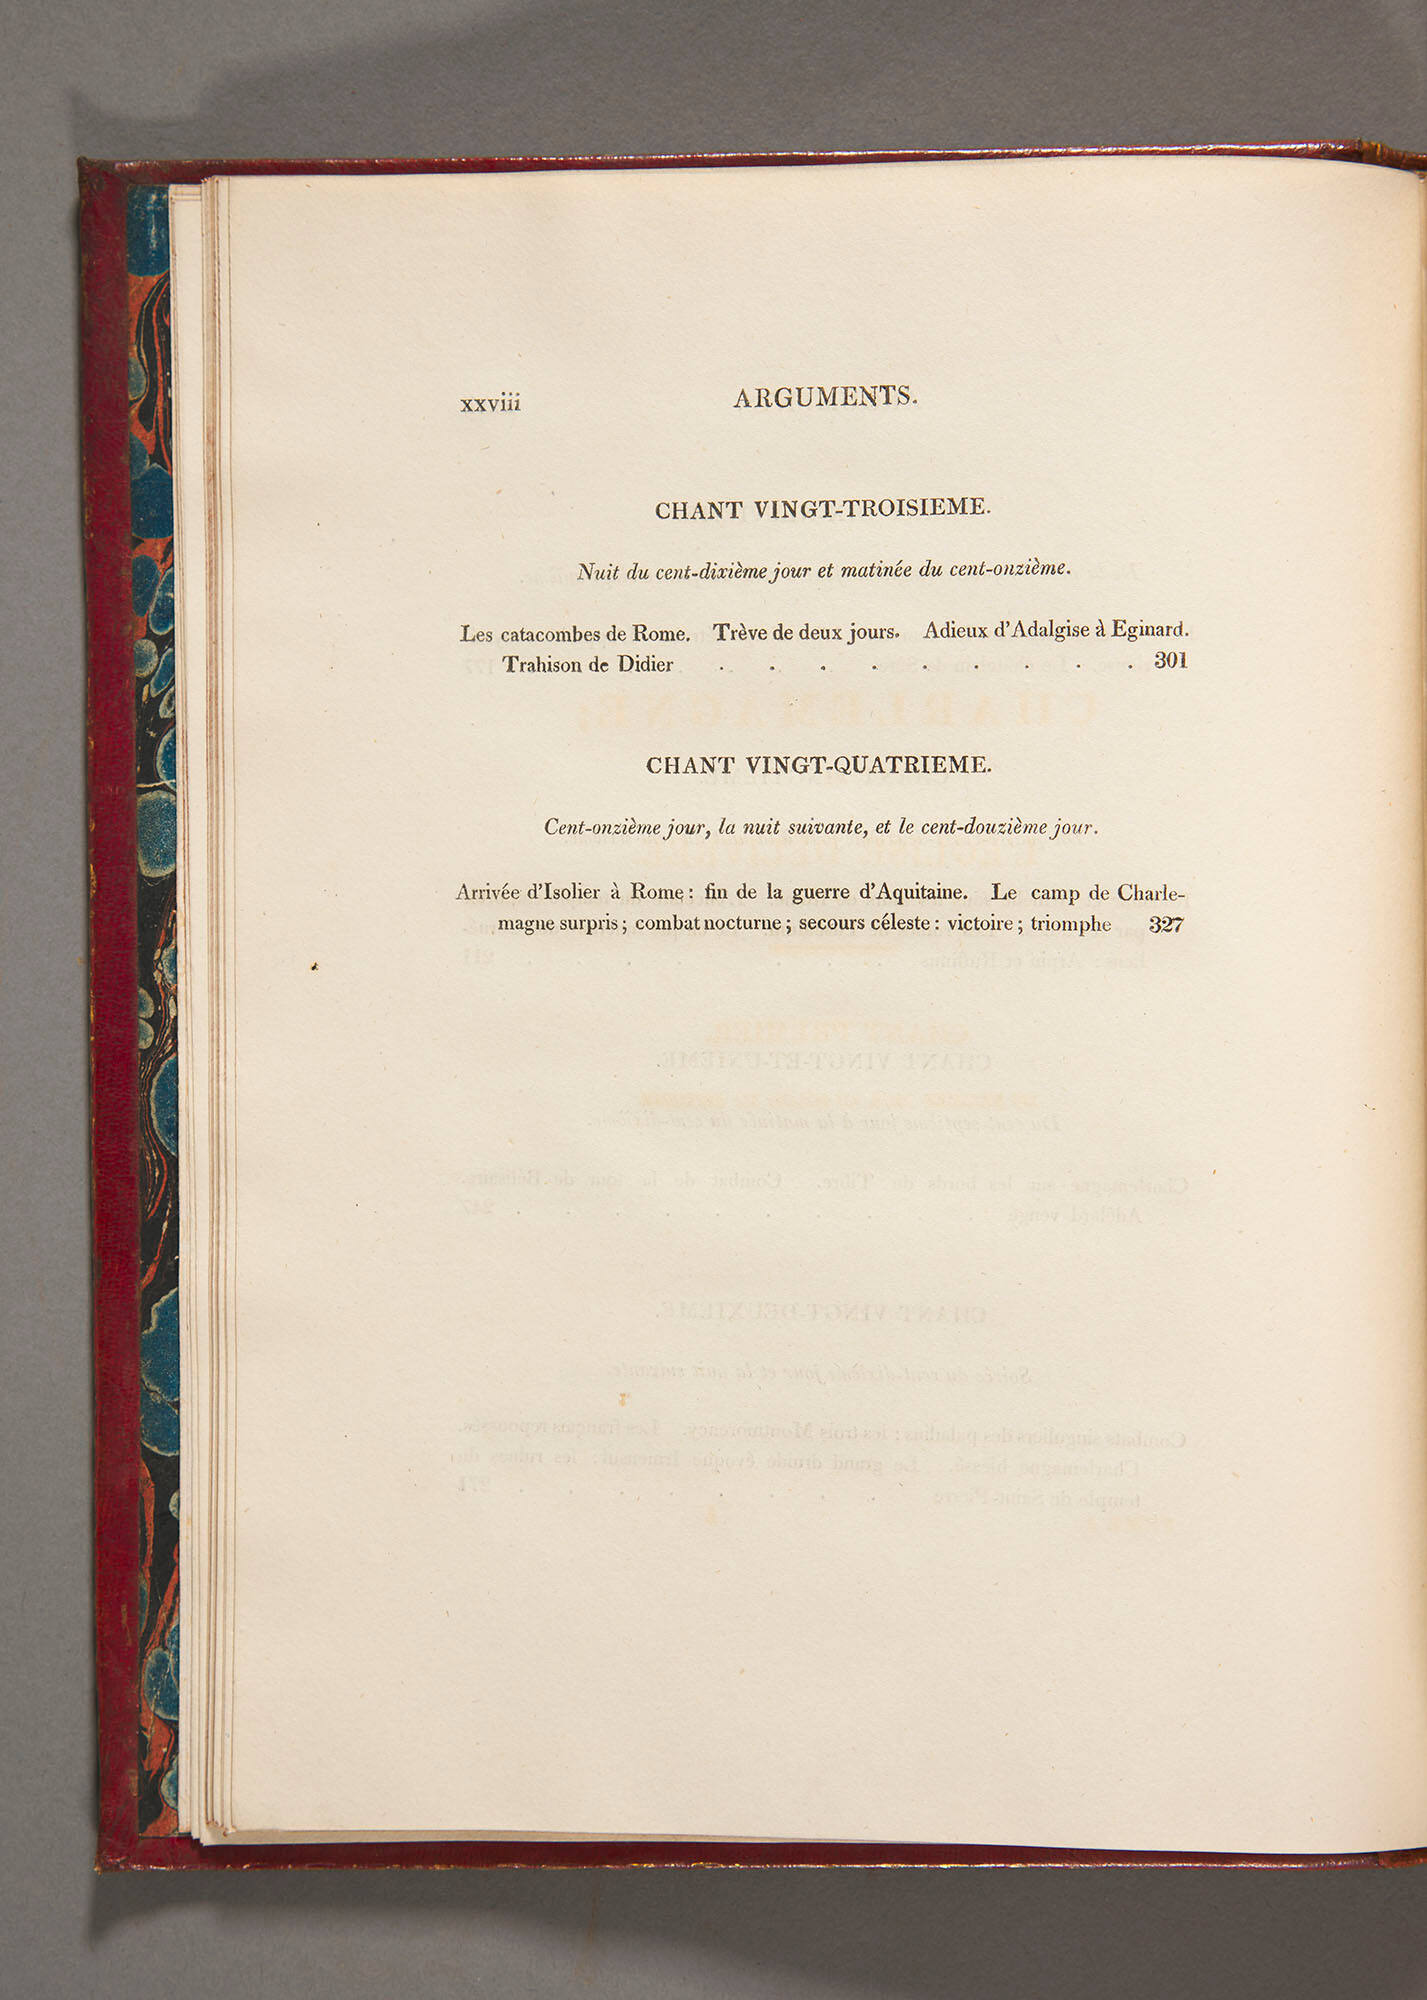 xxviii ARGUMENTS.
CHANT VINGT-TROISIEME.
Nuit du cent-dixième jour et matinée du cent-onzième.
Les catacombes de Rome. Trève de deux jours. Adieux d'Adalgise à Eginard.
Trahison de Didier . . . . . . . . . 301
CHANT VINGT-QUATRIEME.
Cent-onzième jour, la nuit suivante, et le cent-douzième jour.
Arrivée d'Isolier à Rome: fin de la guerre d'Aquitaine. Le camp de Charle-
magne surpris; combat nocturne; secours céleste: victoire; triomphe 327